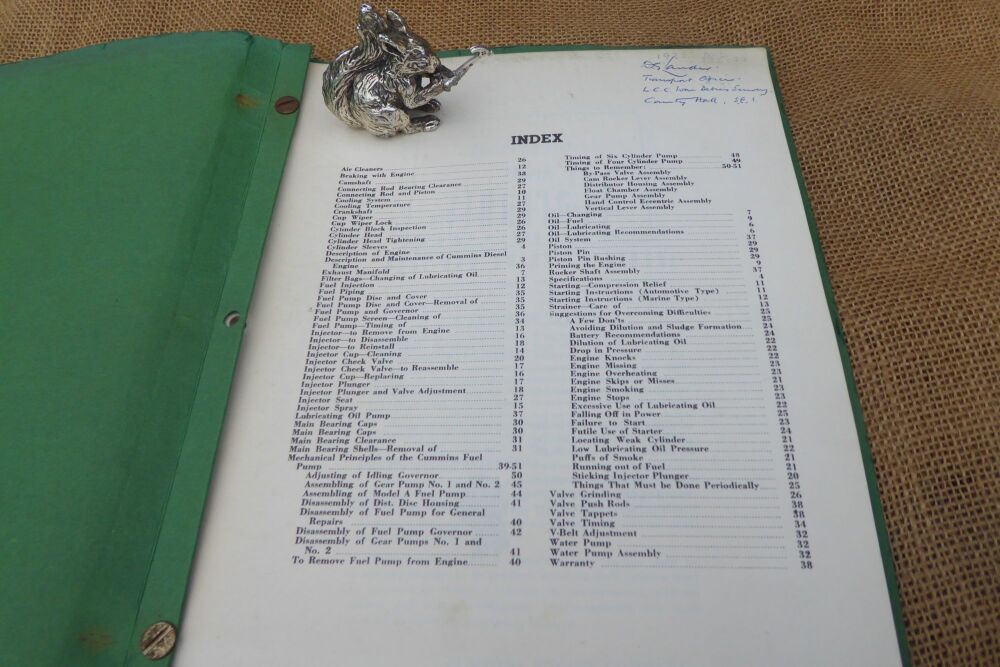 Transport Officer.
County Hall, S.E.1.
INDEX
Air Cleaners 26
Braking with Engine 12
Camshaft 38
Connecting Rod Bearing Clearance 29
Connecting Rod and Piston 27
Cooling System 10
Cooling Temperature 11
Crankshaft 27
Cup Wiper 29
Cup Wiper Lock 29
Cylinder Block Inspection 26
Cylinder Head 26
Cylinder Head Tightening 27
Cylinder Sleeves 29
Description of Engine 4
Description and Maintenance of Cummins Diesel
Engine 3
Exhaust Manifold 36
Filter Bags—Changing of Lubricating Oil 7
Fuel Injection 13
Fuel Piping 12
Fuel Pump Disc and Cover 35
Fuel Pump Disc and Cover—Removal of 35
Fuel Pump and Governor 35
Fuel Pump Screen—Cleaning of 36
Fuel Pump—Timing of 34
Injector—to Remove from Engine 13
Injector—to Disassemble 16
Injector—to Reinstall 18
Injector Cup—Cleaning 14
Injector Check Valve 20
Injector Check Valve—to Reassemble 17
Injector Cup—Replacing 16
Injector Plunger 17
Injector Plunger and Valve Adjustment 18
Injector Seat 27
Injector Spray 15
Lubricating Oil Pump 37
Main Bearing Caps 30
Main Bearing Caps 30
Main Bearing Clearance 31
Main Bearing Shells—Removal of 31
Mechanical Principles of the Cummins Fuel
Pump 39-51
Adjusting of Idling Governor 50
Assembling of Gear Pump No. 1 and No. 2 45
Assembling of Model A Fuel Pump 44
Disassembly of Dist. Disc Housing 41
Disassembly of Fuel Pump for General
Repairs 40
Disassembly of Fuel Pump Governor 42
Disassembly of Gear Pumps No. 1 and
No. 2 41
To Remove Fuel Pump from Engine 40
Timing of Six Cylinder Pump 48
Timing of Four Cylinder Pump 49
Things to Remember: 50-51
By-Pass Valve Assembly
Cam Rocker Lever Assembly
Distributor Housing Assembly
Float Chamber Assembly
Gear Pump Assembly
Hand Control Eccentric Assembly
Vertical Lever Assembly
Oil—Changing 7
Oil—Fuel 9
Oil—Lubricating 6
Oil—Lubricating Recommendations 6
Oil System 37
Piston 29
Piston Pin 29
Piston Pin Bushing 29
Priming the Engine 9
Rocker Shaft Assembly 37
Specifications 4
Starting—Compression Relief 11
Starting Instructions (Automotive Type) 11
Starting Instructions (Marine Type) 12
Strainer—Care of 13
Suggestions for Overcoming Difficulties 25
A Few Don'ts 25
Avoiding Dilution and Sludge Formation 24
Battery Recommendations 24
Dilution of Lubricating Oil 22
Drop in Pressure 22
Engine Knocks 22
Engine Missing 23
Engine Overheating 23
Engine Skips or Misses 21
Engine Smoking 23
Engine Stops 23
Excessive Use of Lubricating Oil 22
Falling Off in Power 25
Failure to Start 23
Futile Use of Starter 24
Locating Weak Cylinder 21
Low Lubricating Oil Pressure 22
Puffs of Smoke 21
Running out of Fuel 21
Sticking Injector Plunger 20
Things That Must be Done Periodically 25
Valve Grinding 26
Valve Push Rods 38
Valve Tappets 38
Valve Timing 34
V-Belt Adjustment 32
Water Pump 32
Water Pump Assembly 32
Warranty 38